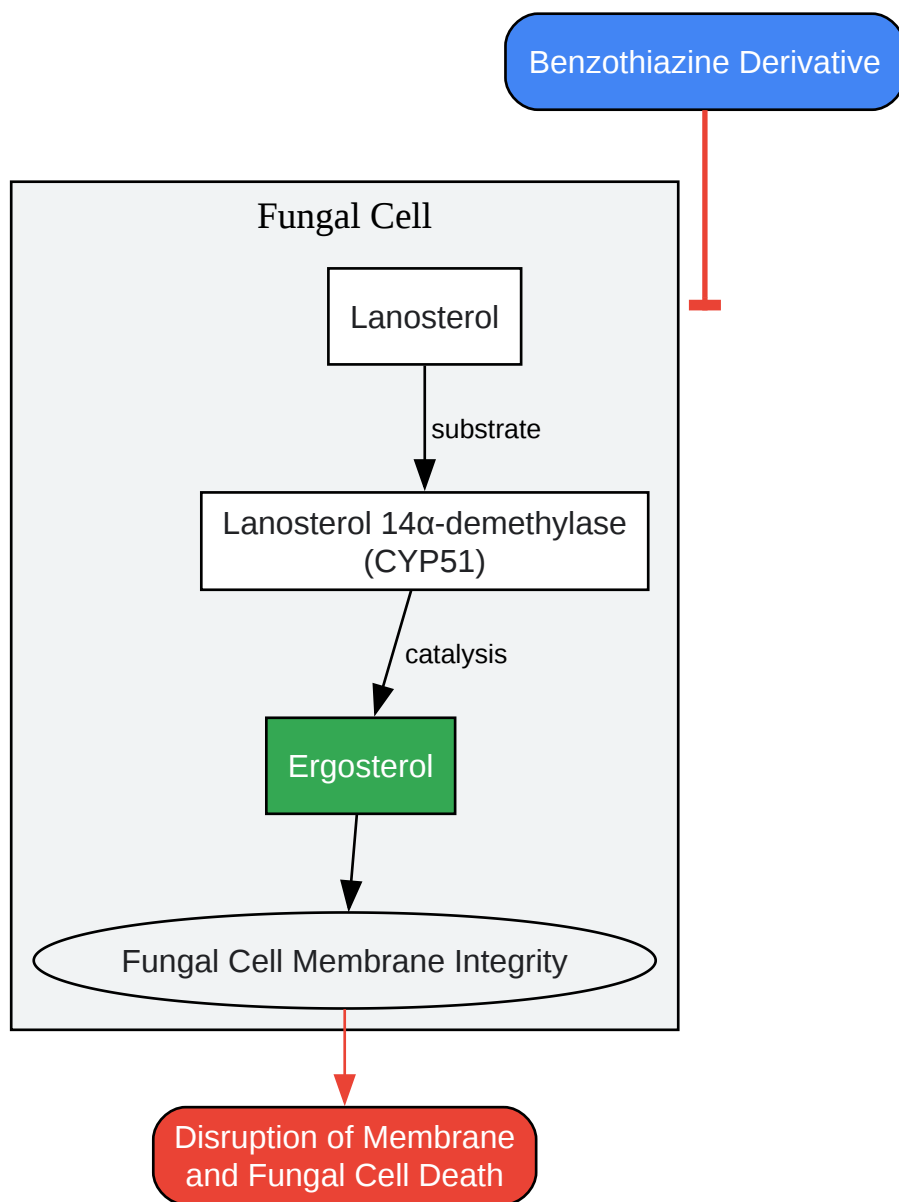 Benzothiazine Derivative
Fungal Cell
Lanosterol
substrate
Lanosterol 14α-demethylase
(CYP51)
catalysis
Ergosterol
Fungal Cell Membrane Integrity
Disruption of Membrane
and Fungal Cell Death